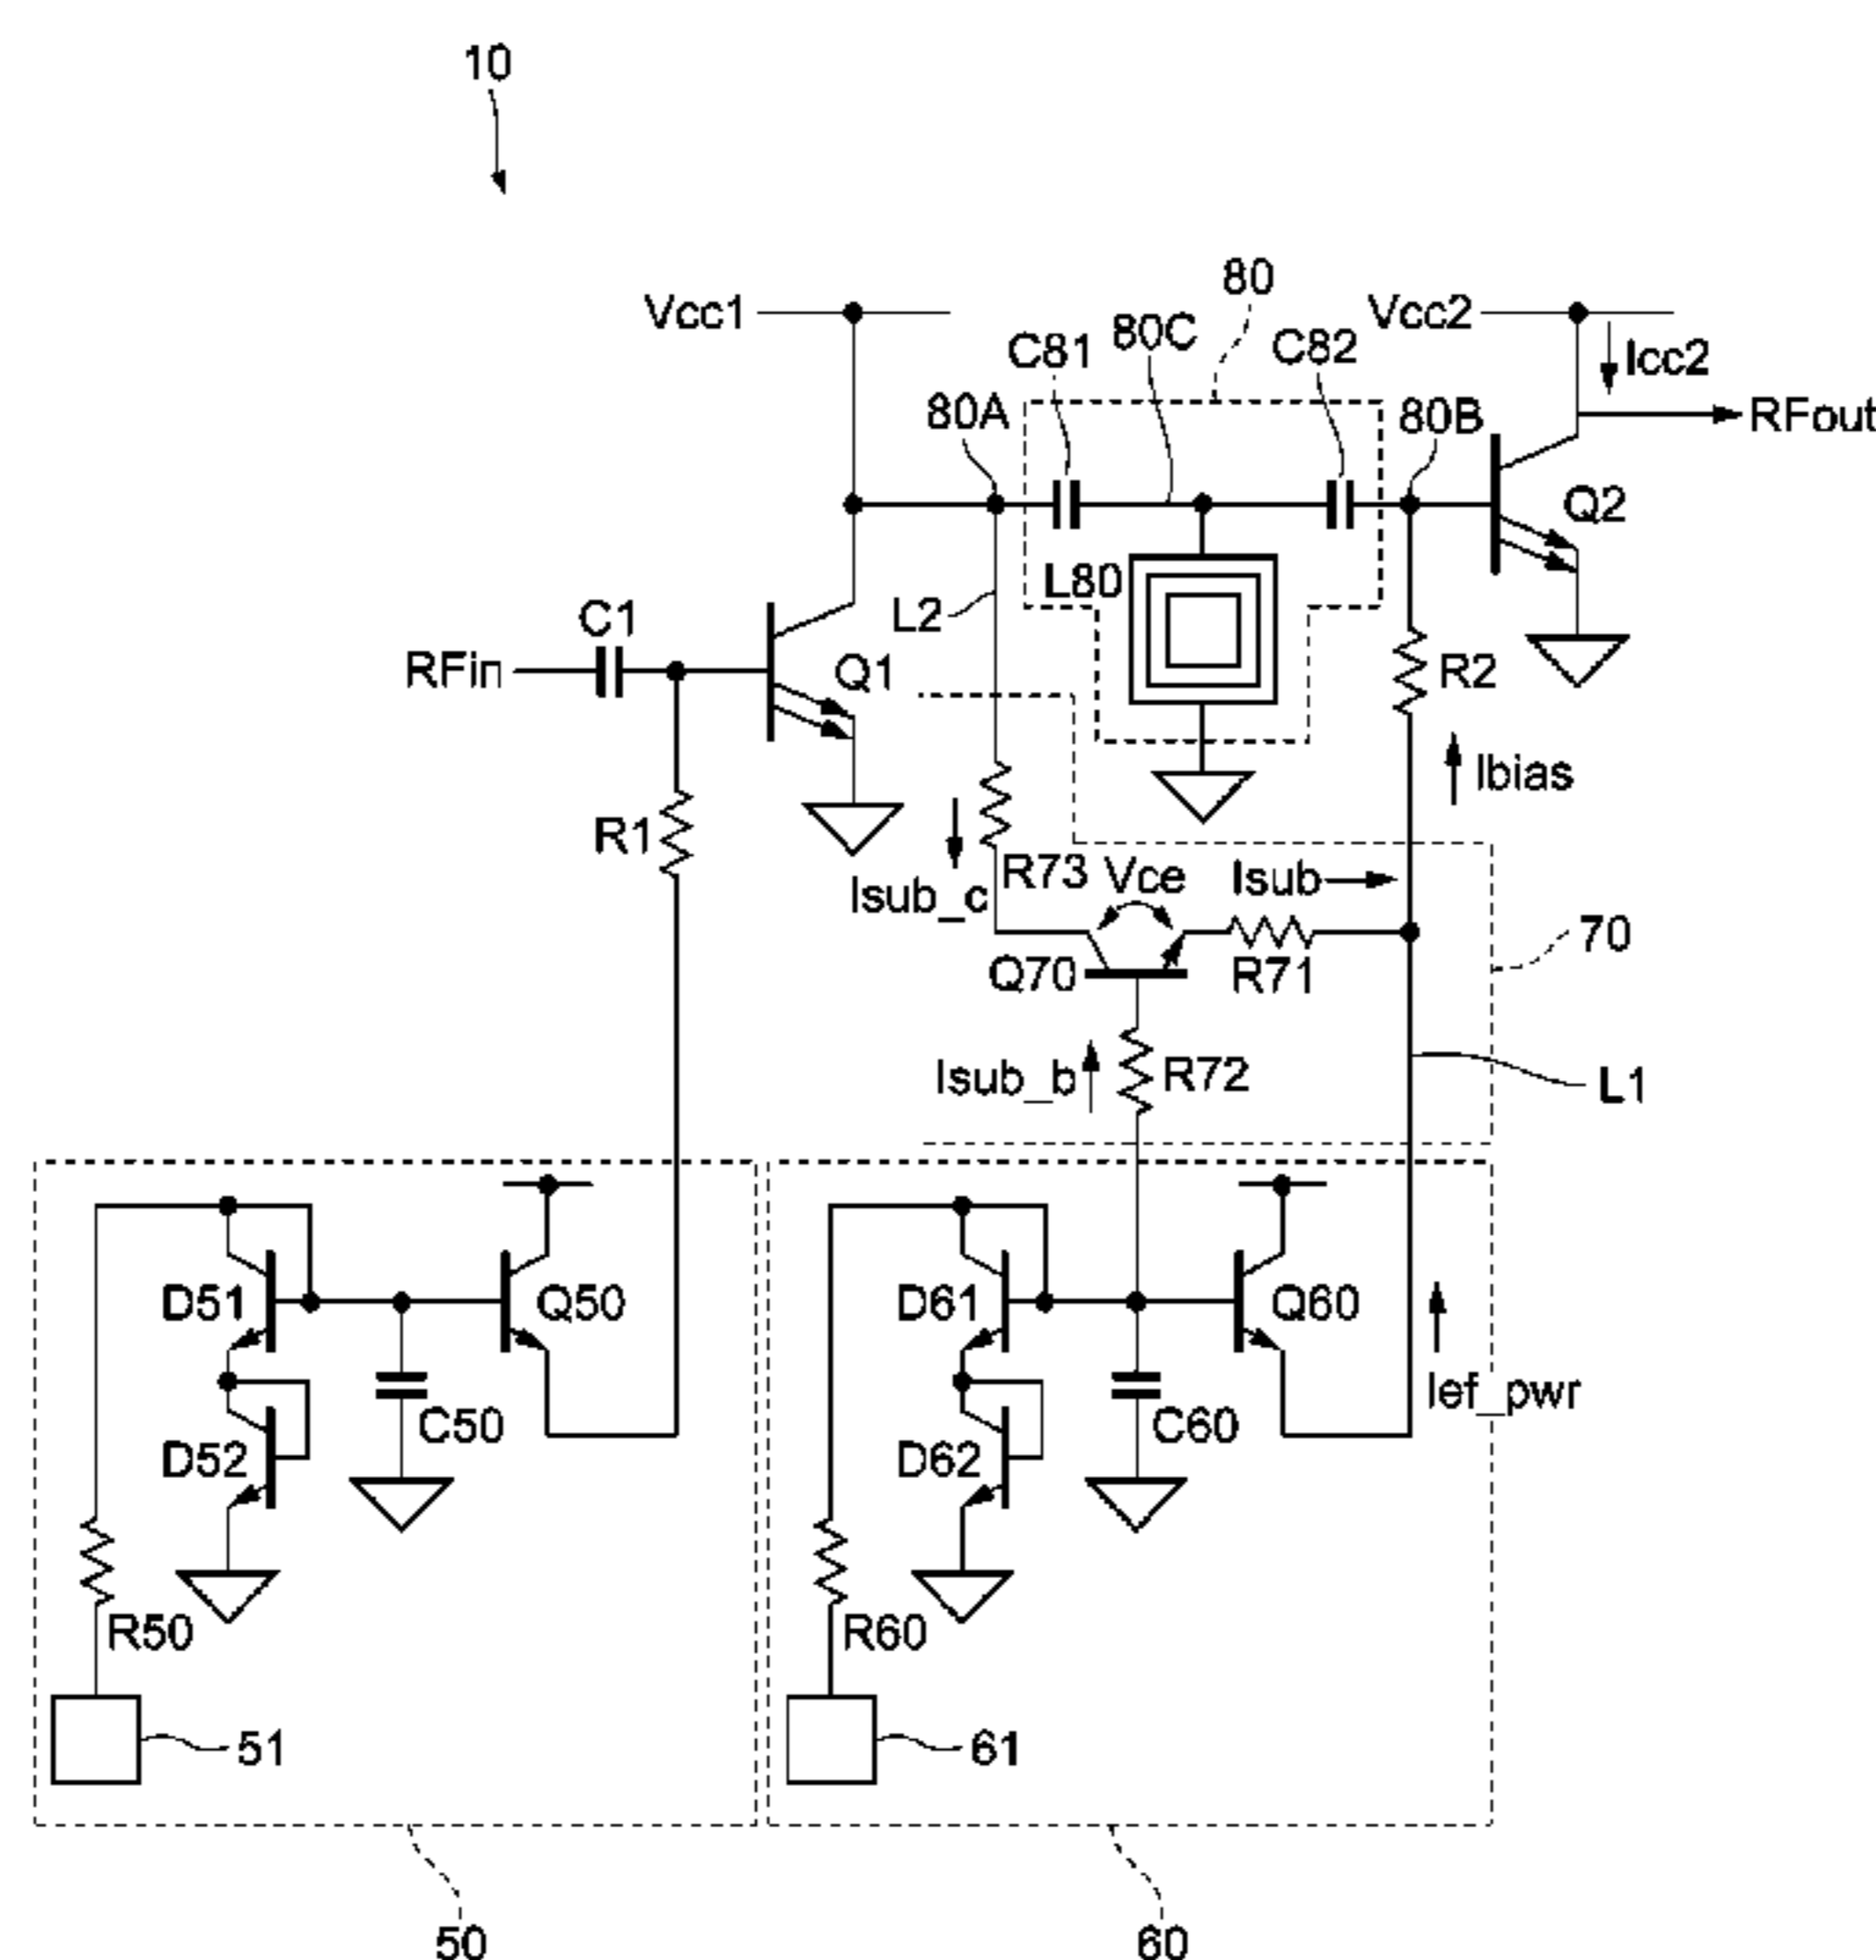 10
80
Vcc1
C81
80C
C82
Vcc2
Icc2
80A
80B
RFout
Q2
L80
L2
C1
RFin
Q1
R2
Ibias
R1
R73
Vce
Isub
Isub_c
70
Q70
R71
Isub_b
R72
L1
D51
Q50
D61
Q60
Ief_pwr
C50
C60
D52
D62
R50
R60
51
61
50
60